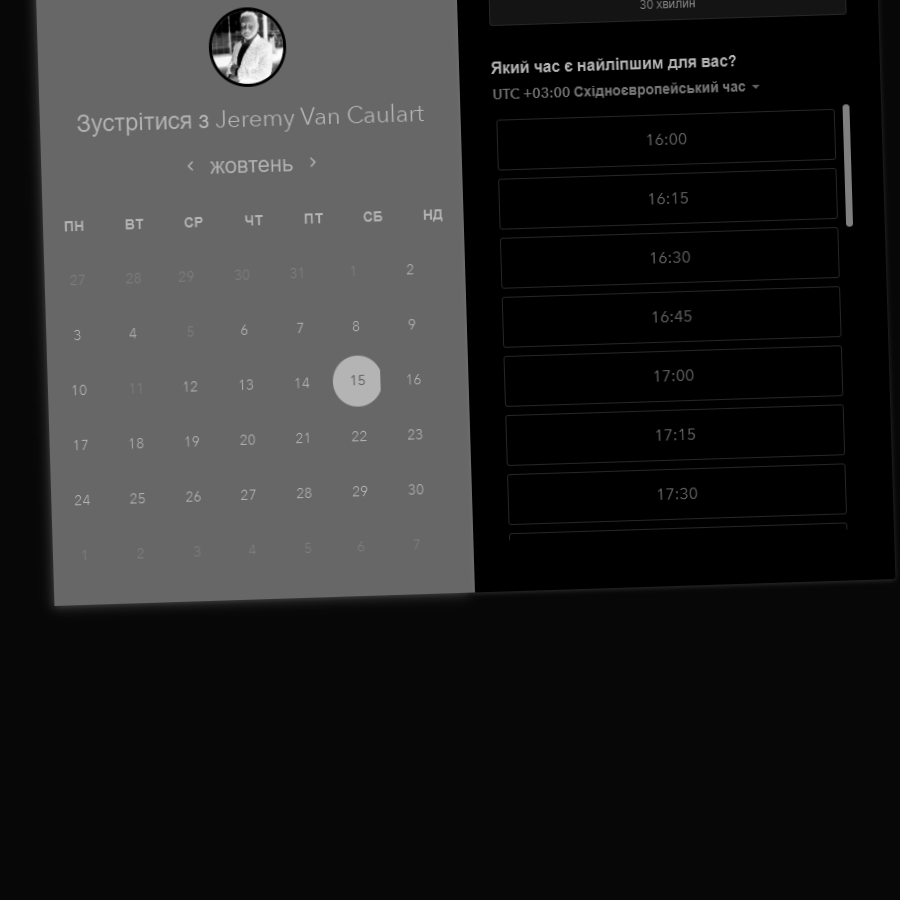 Зустрітися з Jeremy Van Caulart
‹ жовтень ›
ПН ВТ СР ЧТ ПТ СБ НД
27 28 29 30 31 1 2
3 4 5 6 7 8 9
10 11 12 13 14 15 16
17 18 19 20 21 22 23
24 25 26 27 28 29 30
1 2 3 4 5 6 7
30 хвилин
Який час є найліпшим для вас?
UTC +03:00 Східноєвропейський час
16:00
16:15
16:30
16:45
17:00
17:15
17:30